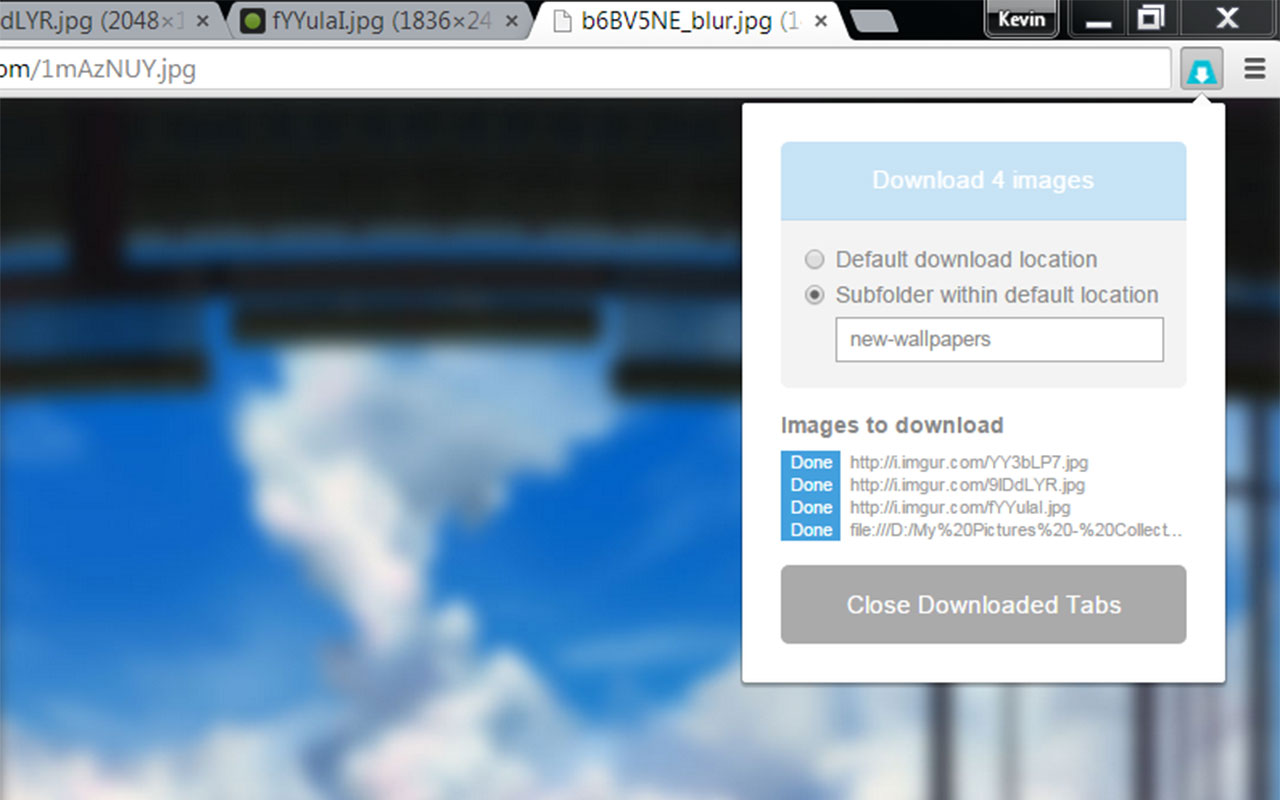 dLYR.jpg (2048×1
fYYulaI.jpg (1836×24
b6BV5NE_blur.jpg (1
Kevin
om/1mAzNUY.jpg
Download 4 images
Default download location
Subfolder within default location
new-wallpapers
Images to download
Done http://i.imgur.com/YY3bLP7.jpg
Done http://i.imgur.com/9IDdLYR.jpg
Done http://i.imgur.com/fYYulaI.jpg
Done file:///D:/My%20Pictures%20-%20Collect...
Close Downloaded Tabs